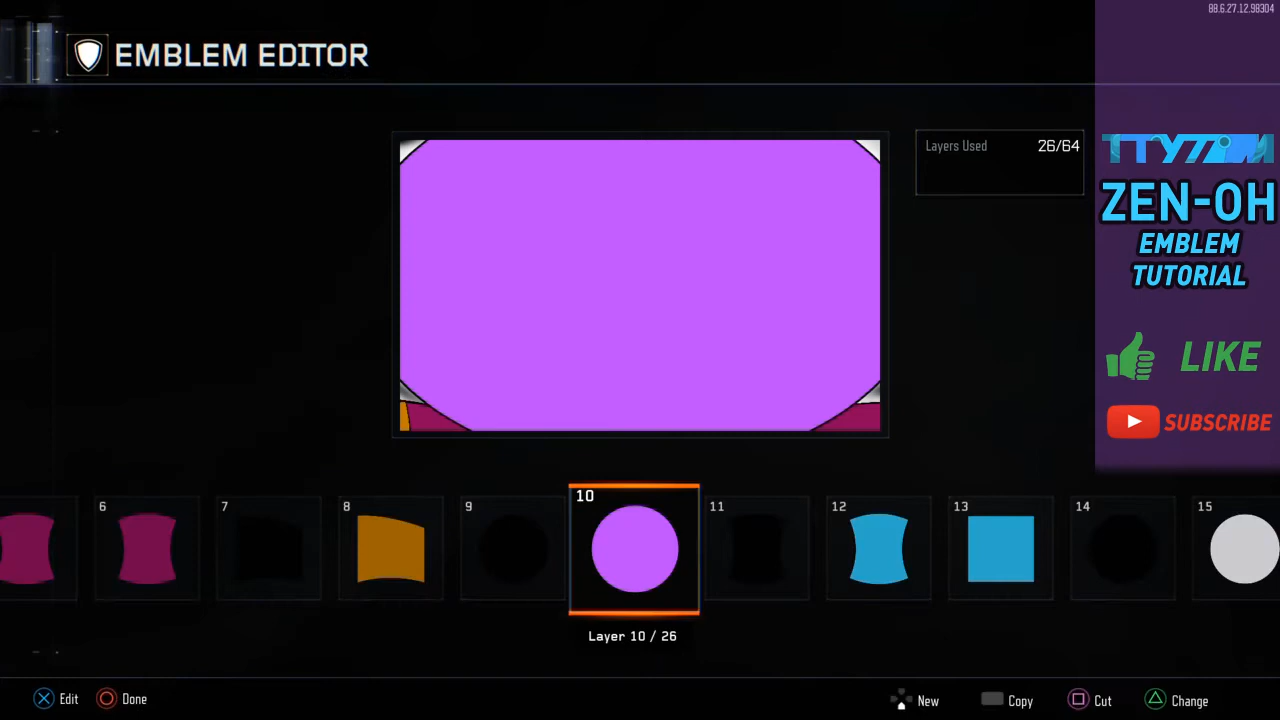 88.6.27.12.98304
EMBLEM EDITOR
Layers Used 26/64
ZEN-OH
EMBLEM
TUTORIAL
LIKE
SUBSCRIBE
6 7 8 9 10 11 12 13 14 15
Layer 10 / 26
Edit Done New Copy Cut Change